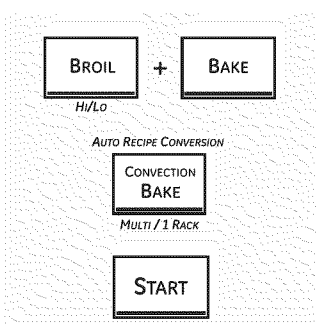 BROIL + BAKE
HI/LO
AUTO RECIPE CONVERSION
CONVECTION
BAKE
MULTI / 1 RACK
START